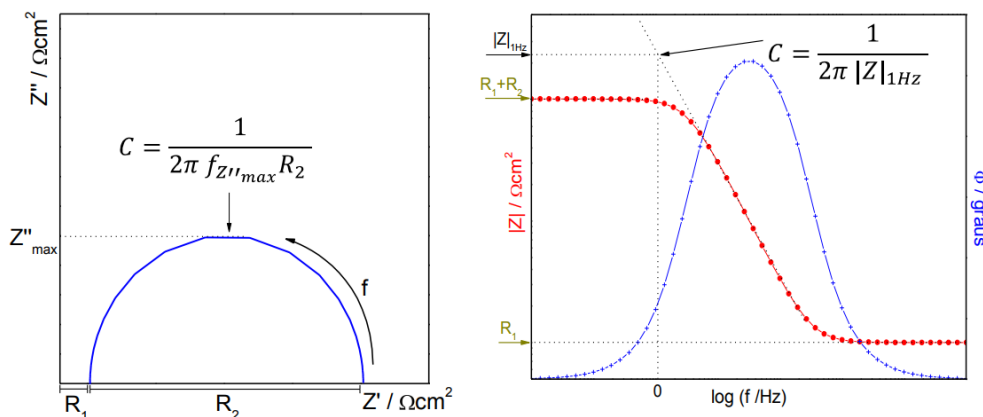 Z'' / Ωcm²
C = 1 / 2π f_Z''max R₂
Z''max
f
R₁
R₂
Z' / Ωcm²
|Z|₁Hz
C = 1 / 2π |Z|₁Hz
R₁+R₂
|Z| / Ωcm²
R₁
Φ / graus
0
log (f /Hz)